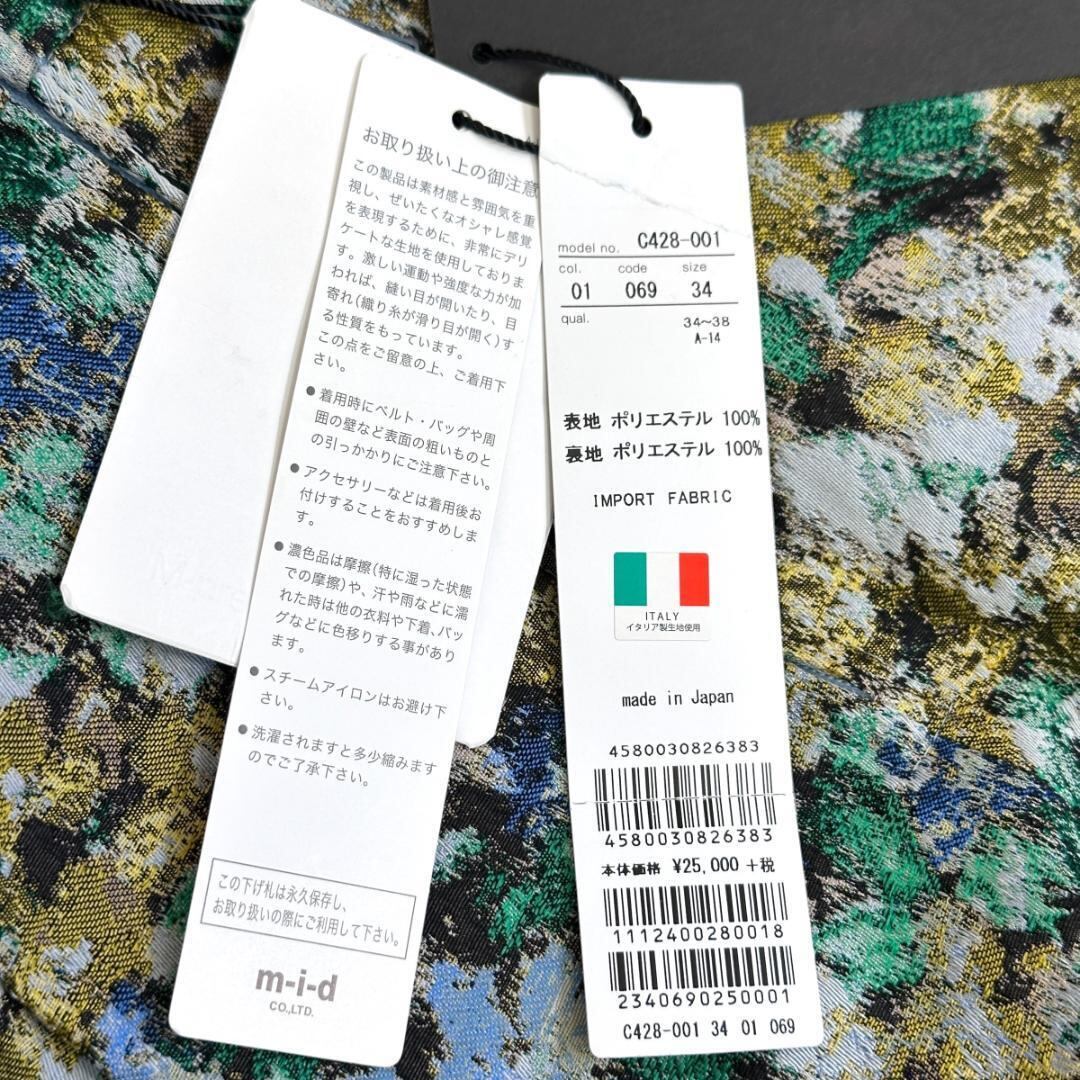 お取り扱い上の御注意
この製品は素材感と雰囲気を重
視し、ぜいたくなオシャレ感覚
を表現するために、非常にデリ
ケートな生地を使用しておりま
す。激しい運動や強度な力が加
われば、縫い目が開いたり、目
寄れ(織り糸が滑り目が開く)す
る性質をもっています。
この点をご留意の上、ご着用下
さい。
●着用時にベルト・バッグや周
囲の壁など表面の粗いものと
の引っかかりにご注意下さい。
●アクセサリーなどは着用後お
付けすることをおすすめしま
す。
●濃色品は摩擦(特に湿った状態
での摩擦)や、汗や雨などに濡
れた時は他の衣料や下着、バッ
グなどに色移りする事があり
ます。
●スチームアイロンはお避け下
さい。
●洗濯されますと多少縮みます
のでご了承下さい。
この下げ札は永久保存し、
お取り扱いの際にご利用して下さい。
m-i-d
CO.,LTD.
model no. C428-001
col. code size
01 069 34
qual. 34~38
A-14
表地 ポリエステル 100%
裏地 ポリエステル 100%
IMPORT FABRIC
ITALY
イタリア製生地使用
made in Japan
4580030826383
4580030826383
本体価格 ¥25,000 +税
1112400280018
2340690250001
C428-001 34 01 069